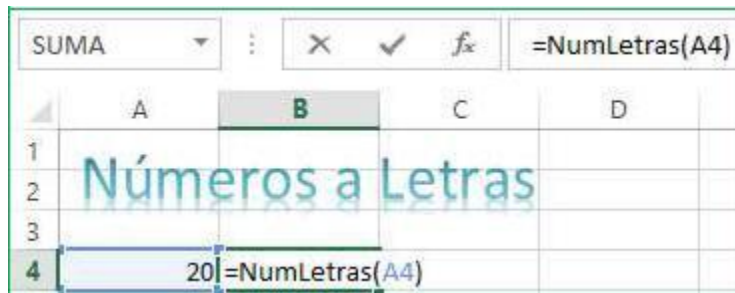 SUMA fx =NumLetras(A4)
A B C D
1
2 Números a Letras
3
4 20 =NumLetras(A4)